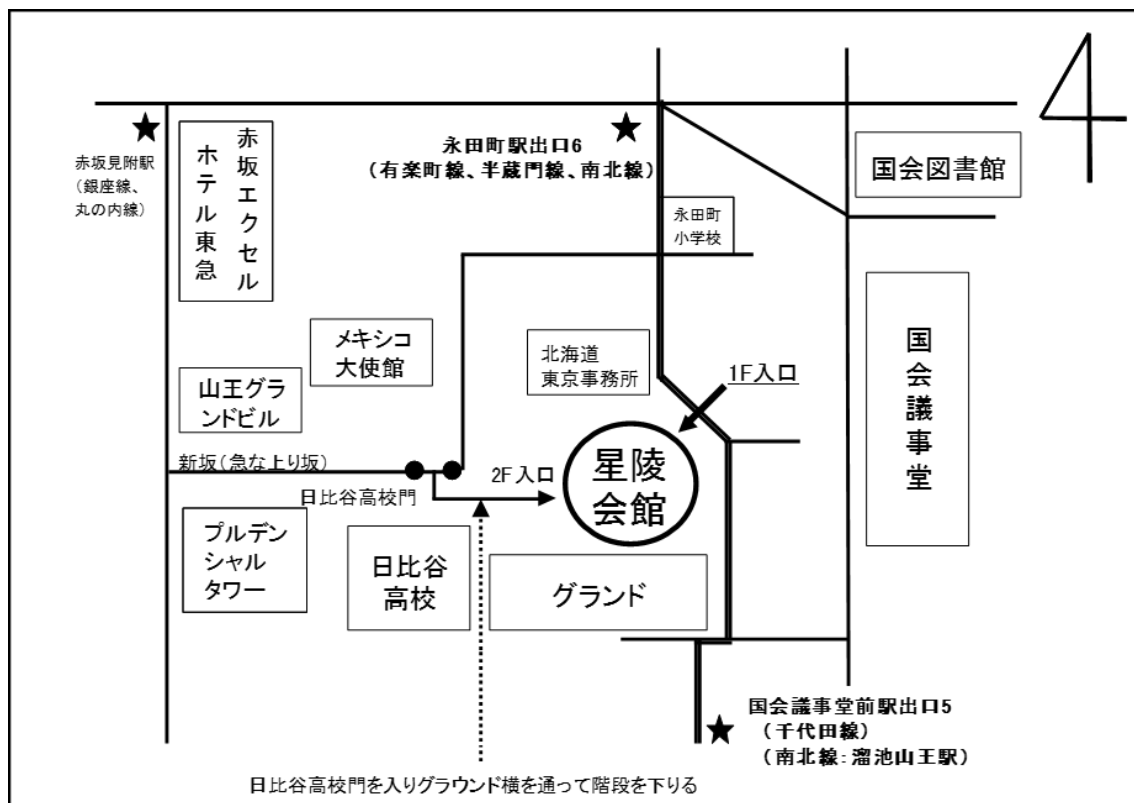 赤坂見附駅
（銀座線、
丸の内線）
赤坂エクセル
ホテル東急
永田町駅出口6
（有楽町線、半蔵門線、南北線）
国会図書館
永田町
小学校
メキシコ
大使館
北海道
東京事務所
1F入口
国会議事堂
山王グラ
ンドビル
新坂（急な上り坂）
2F入口
星陵
会館
日比谷高校門
プルデン
シャル
タワー
日比谷
高校
グランド
国会議事堂前駅出口5
（千代田線）
（南北線：溜池山王駅）
日比谷高校門を入りグラウンド横を通って階段を下りる